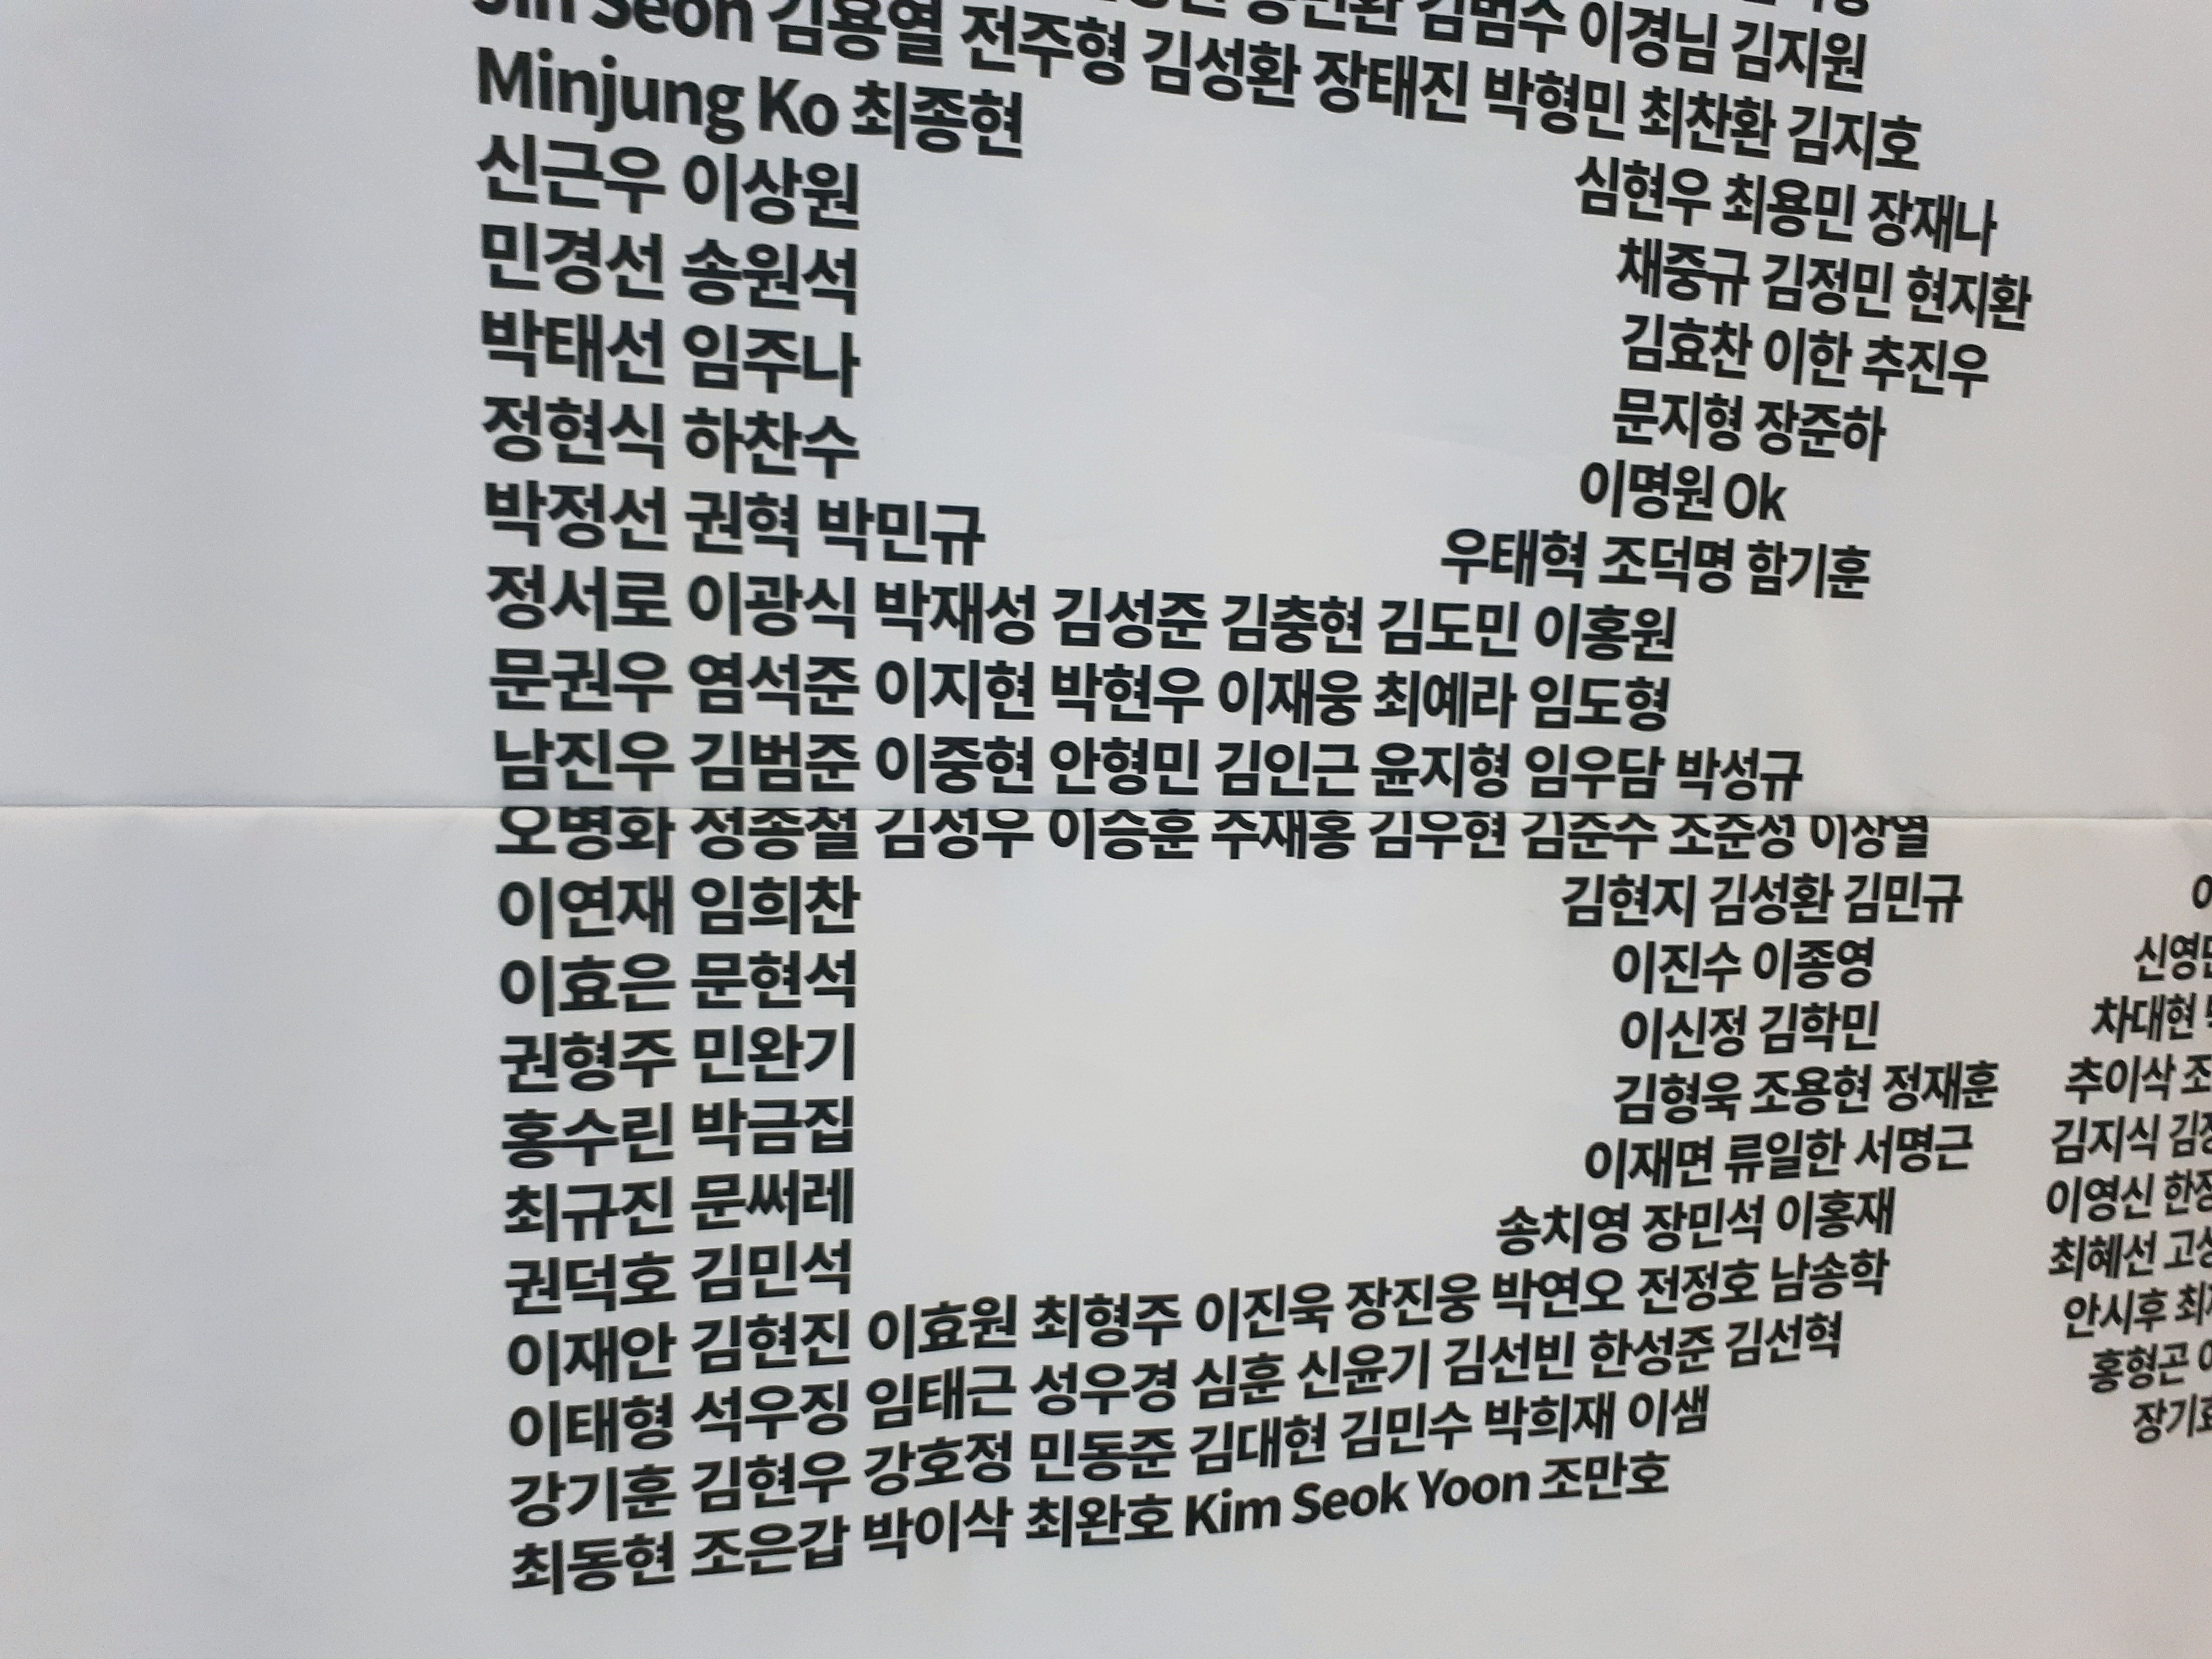 김범수 이경님 김지원
Seon 김용열 전주형 김성환 장태진 박형민 최찬환 김지호
Minjung Ko 최종현
심현우 최용민 장재나
신근우 이상원
채중규 김정민 현지환
민경선 송원석
김효찬 이한 추진우
박태선 임주나
문지형 장준하
정현식 하찬수
이명원 Ok
박정선 권혁 박민규
우태혁 조덕명 함기훈
정서로 이광식 박재성 김성준 김충현 김도민 이홍원
문권우 염석준 이지현 박현우 이재웅 최예라 임도형
남진우 김범준 이중현 안형민 김인근 윤지형 임우담 박성규
오병화 정종철 김성우 이승훈 주재홍 김우현 김준수 조준성 이상열
이연재 임희찬
김현지 김성환 김민규
이효은 문현석
이진수 이종영
권형주 민완기
이신정 김학민
홍수린 박금집
김형욱 조용현 정재훈
최규진 문써레
이재면 류일한 서명근
권덕호 김민석
송치영 장민석 이홍재
이재안 김현진 이효원 최형주 이진욱 장진웅 박연오 전정호 남송학
이태형 석우징 임태근 성우경 심훈 신윤기 김선빈 한성준 김선혁
강기훈 김현우 강호정 민동준 김대현 김민수 박희재 이샘
최동현 조은갑 박이삭 최완호 Kim Seok Yoon 조만호
차대현
추이삭
김지식
이영신
최혜선
안시후
홍형곤